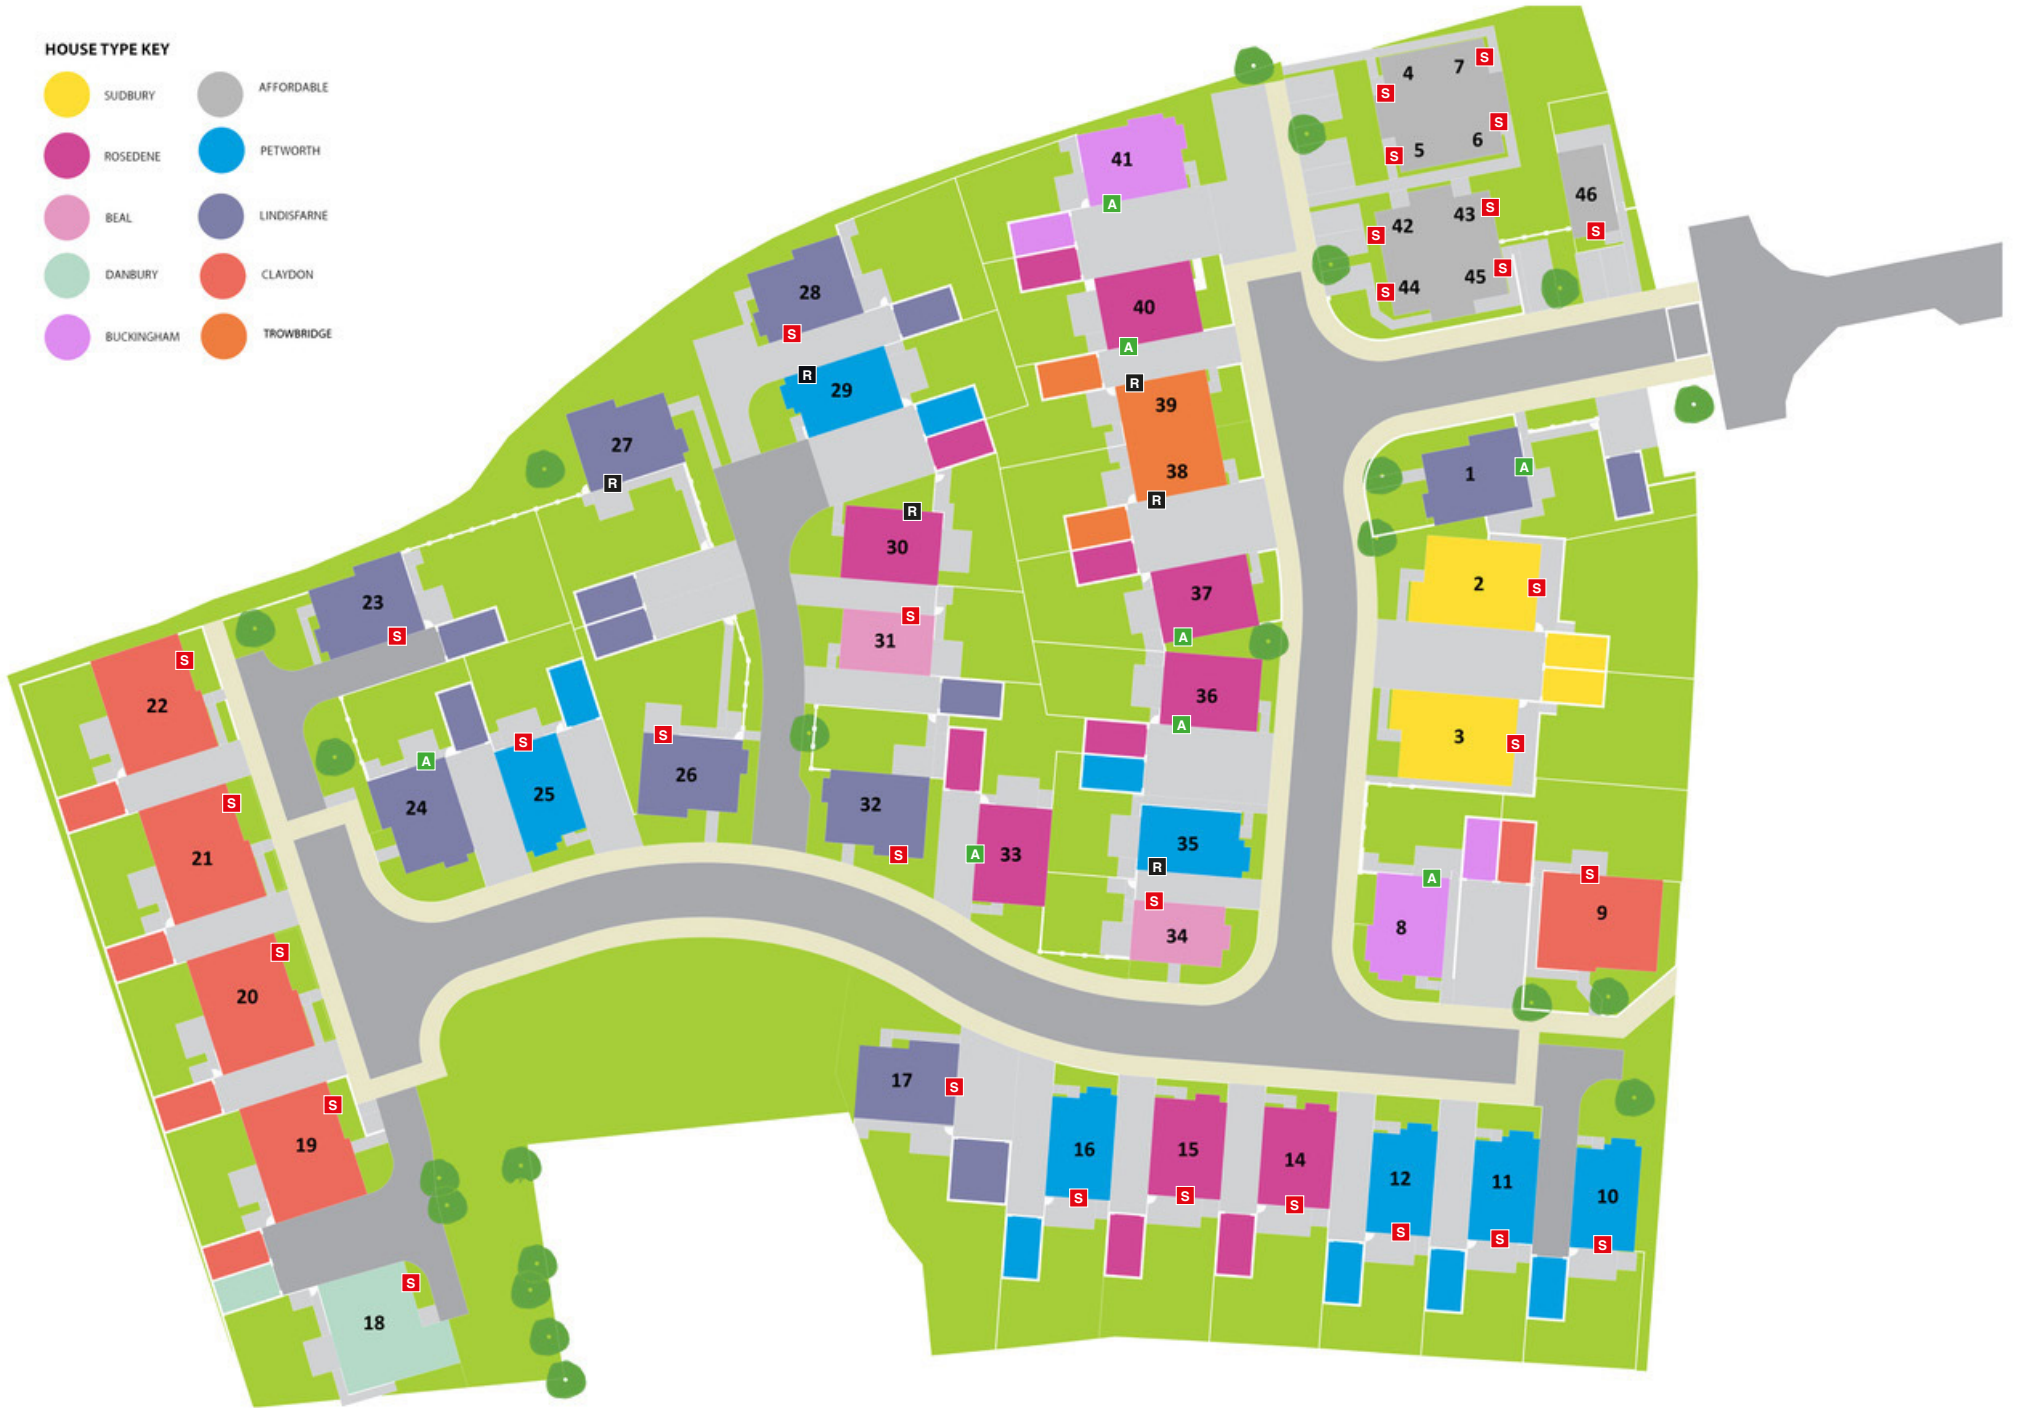 HOUSE TYPE KEY
SUDBURY
AFFORDABLE
ROSEDENE
PETWORTH
BEAL
LINDISFARNE
DANBURY
CLAYDON
BUCKINGHAM
TROWBRIDGE
4 7 S
S
S
5 6
S
41
A
46
S
42 43 S
S
44 45 S
S
28
S
40
A
R
29
R
39
38
R
27
R
1 A
30 R
2 S
37
A
23
S
31 S
36
A
22 S
3 S
26 S
25 S
24 A
32
S
33 A
35
R
34 S
21 S
8 A
9 S
20 S
19 S
18 S
17 S
16
S
15
S
14
S
12
S
11
S
10
S